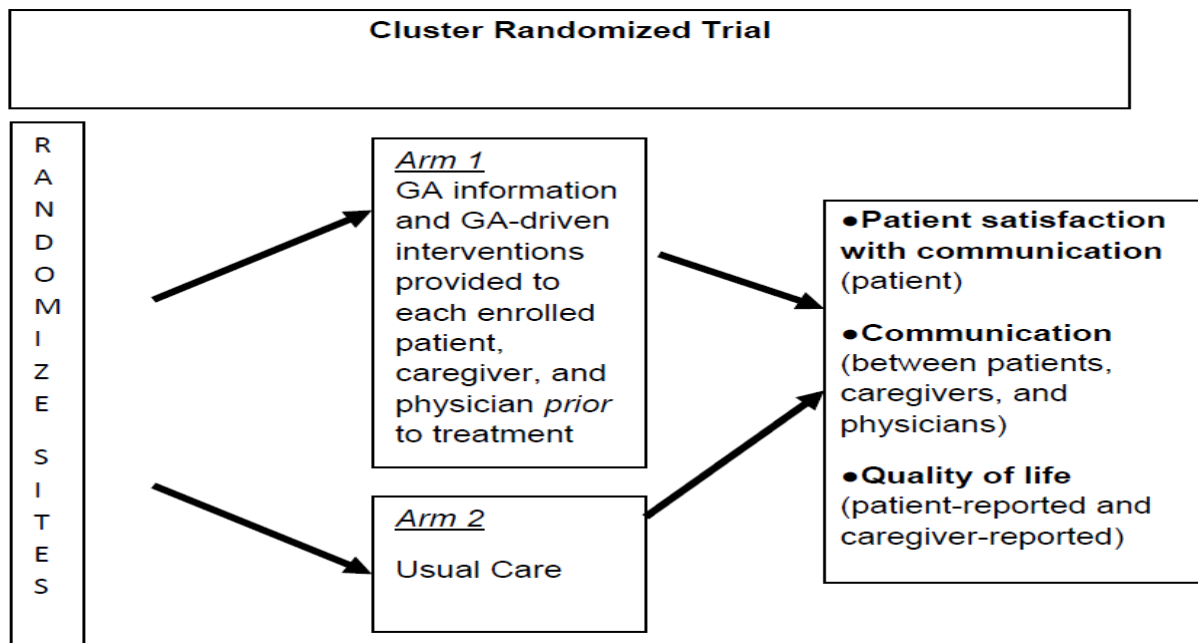 Cluster Randomized Trial
RANDOMIZE SITES
Arm 1
GA information
and GA-driven
interventions
provided to
each enrolled
patient,
caregiver, and
physician prior
to treatment
Arm 2
Usual Care
●Patient satisfaction
with communication
(patient)
●Communication
(between patients,
caregivers, and
physicians)
●Quality of life
(patient-reported and
caregiver-reported)